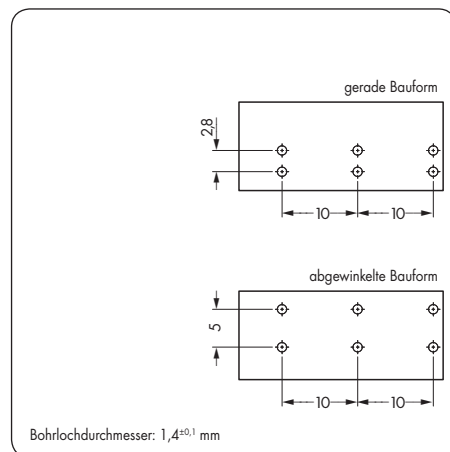 gerade Bauform
2,8
10 10
abgewinkelte Bauform
5
10 10
Bohrlochdurchmesser: 1,4±0,1 mm